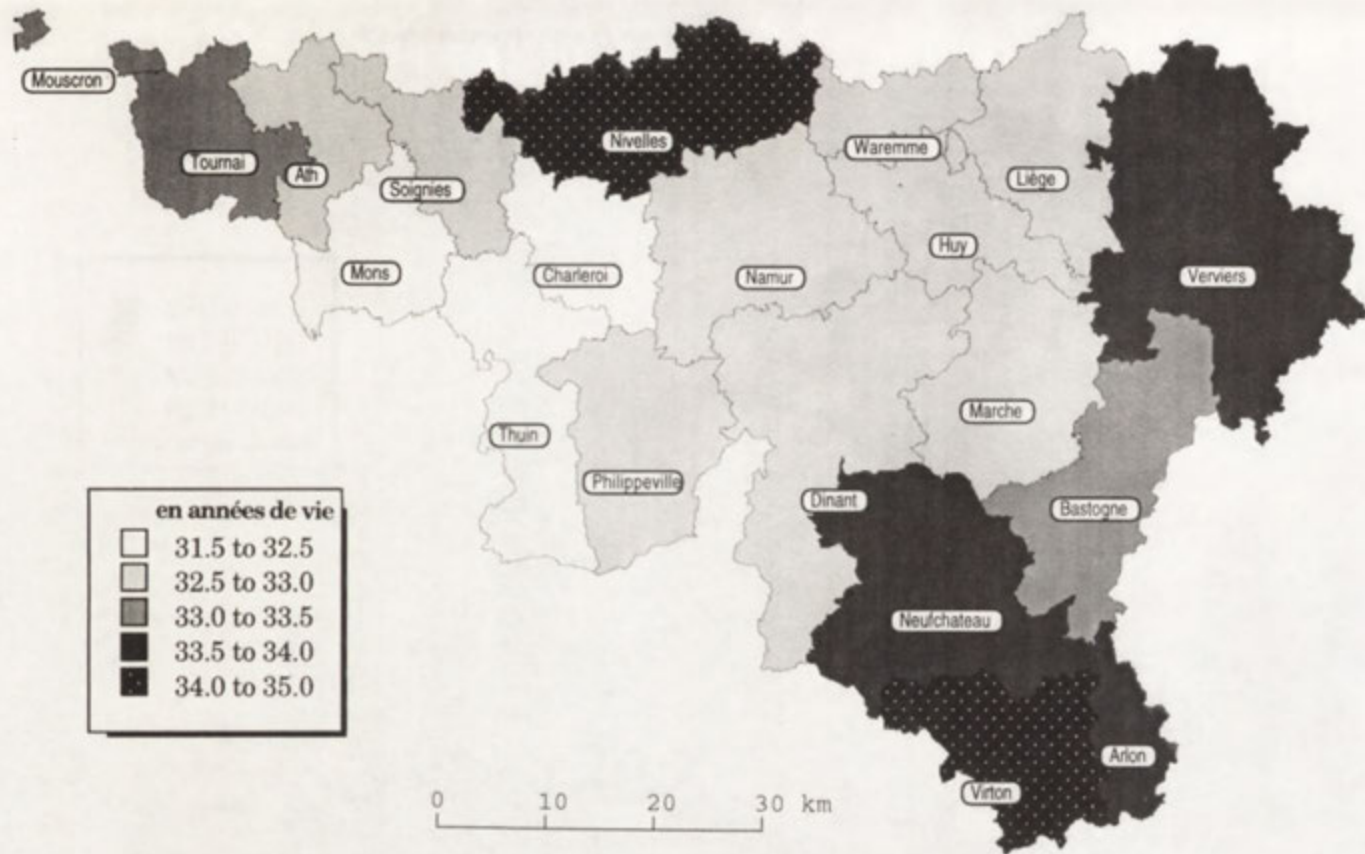 Mouscron
Tournai
Ath
Soignies
Nivelles
Waremme
Liège
Mons
Charleroi
Namur
Huy
Verviers
Thuin
Philippeville
Marche
Dinant
Bastogne
Neufchateau
Virton
Arlon
en années de vie
31.5 to 32.5
32.5 to 33.0
33.0 to 33.5
33.5 to 34.0
34.0 to 35.0
0 10 20 30 km